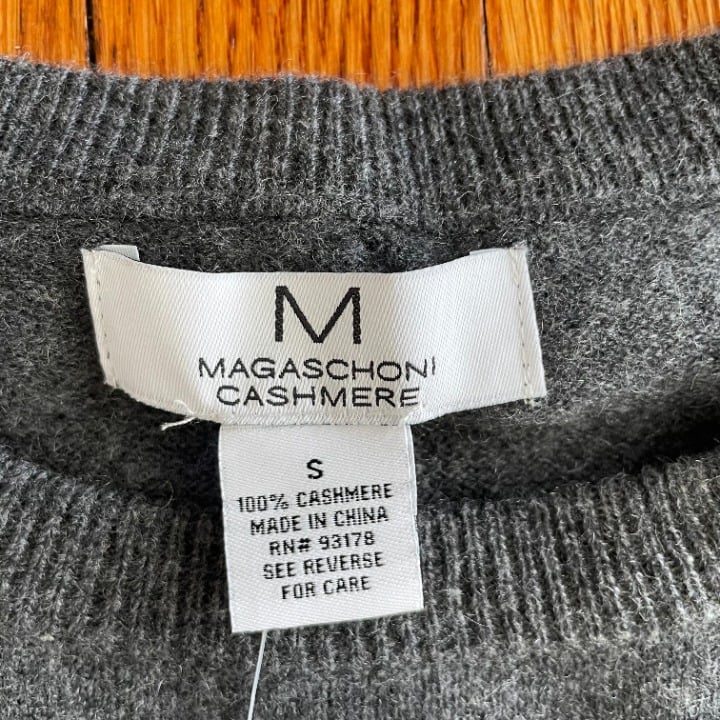 M
MAGASCHONI
CASHMERE
S
100% CASHMERE
MADE IN CHINA
RN# 93178
SEE REVERSE
FOR CARE